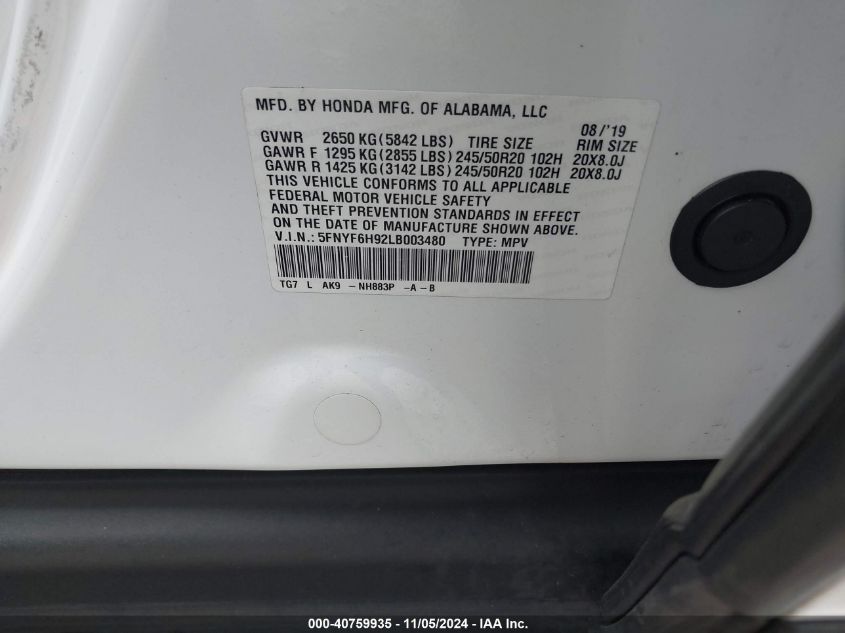 MFD. BY HONDA MFG. OF ALABAMA, LLC
08/'19
GVWR 2650 KG(5842 LBS) TIRE SIZE RIM SIZE
GAWR F 1295 KG(2855 LBS)245/50R20 102H 20X8.0J
GAWR R 1425 KG(3142 LBS)245/50R20 102H 20X8.0J
THIS VEHICLE CONFORMS TO ALL APPLICABLE
FEDERAL MOTOR VEHICLE SAFETY
AND THEFT PREVENTION STANDARDS IN EFFECT
ON THE DATE OF MANUFACTURE SHOWN ABOVE.
V.I.N.: 5FNYF6H92LB003480 TYPE: MPV
TG7 L AK9 -NH883P -A-B
000-40759935 - 11/05/2024 - IAA Inc.